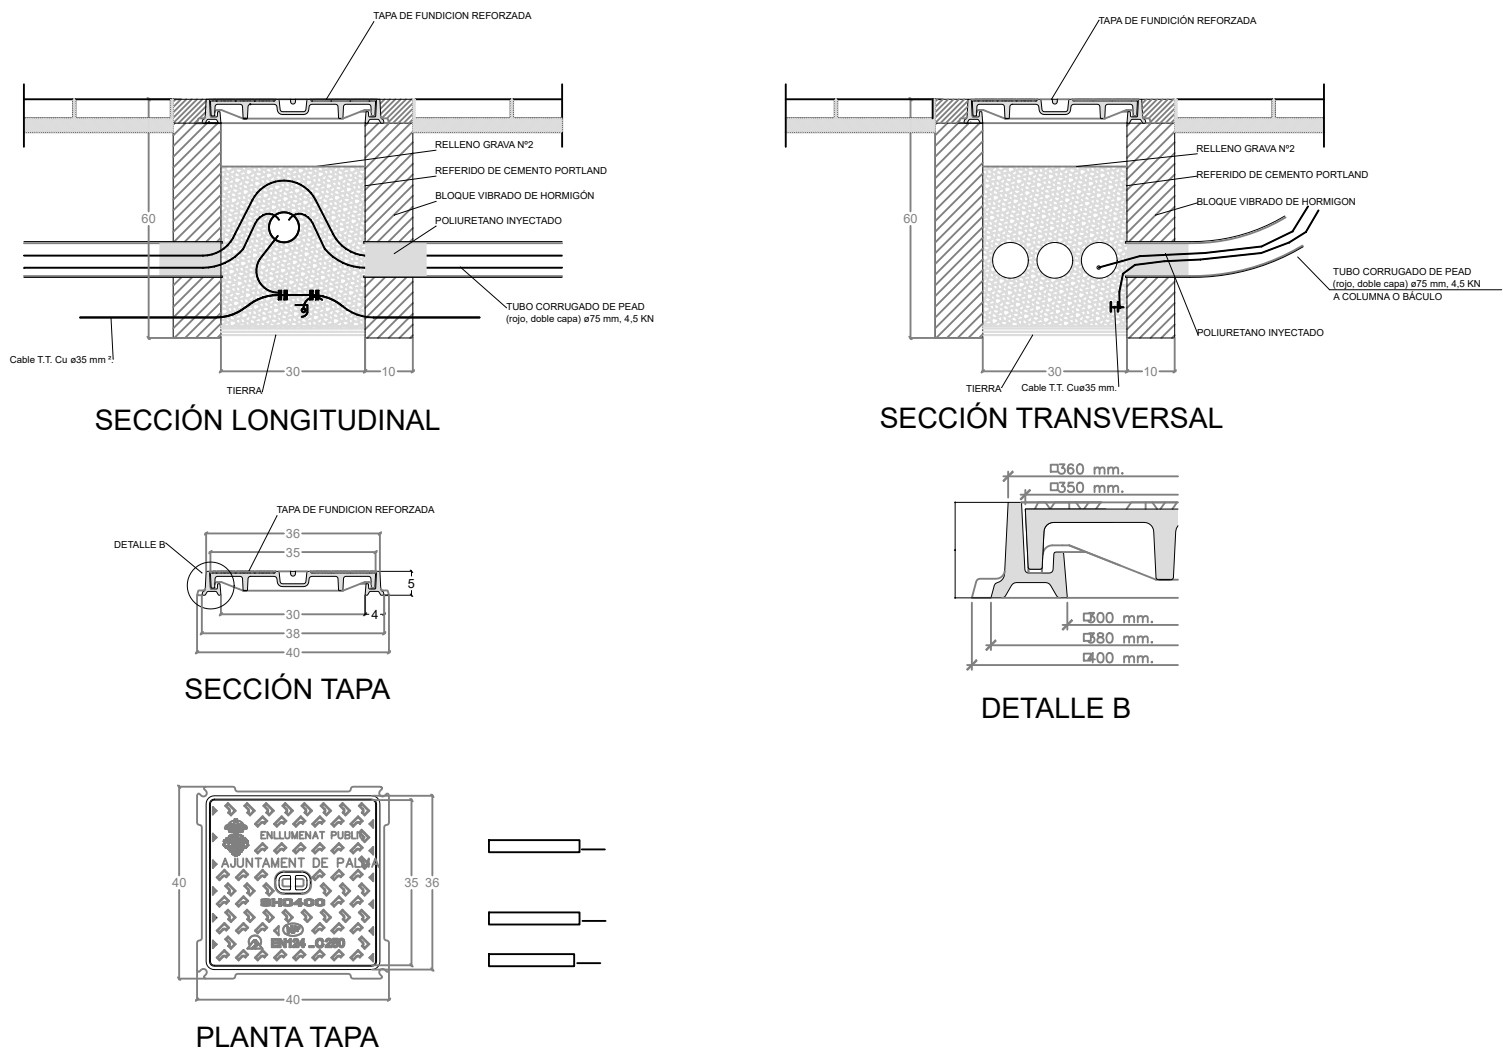 TAPA DE FUNDICION REFORZADA
RELLENO GRAVA Nº2
REFERIDO DE CEMENTO PORTLAND
BLOQUE VIBRADO DE HORMIGÓN
60
POLIURETANO INYECTADO
TUBO CORRUGADO DE PEAD
(rojo, doble capa) ø75 mm, 4,5 KN
Cable T.T. Cu ø35 mm ².
30
10
TIERRA
SECCIÓN LONGITUDINAL
TAPA DE FUNDICIÓN REFORZADA
RELLENO GRAVA Nº2
REFERIDO DE CEMENTO PORTLAND
BLOQUE VIBRADO DE HORMIGON
60
TUBO CORRUGADO DE PEAD
(rojo, doble capa) ø75 mm, 4,5 KN
A COLUMNA O BÁCULO
POLIURETANO INYECTADO
30
10
TIERRA
Cable T.T. Cuø35 mm.
SECCIÓN TRANSVERSAL
TAPA DE FUNDICION REFORZADA
36
DETALLE B
35
5
30
4
38
40
SECCIÓN TAPA
□360 mm.
□350 mm.
□300 mm.
□380 mm.
□400 mm.
DETALLE B
ENLLUMENAT PUBLIC
AJUNTAMENT DE PALMA
40
35
36
EN124
40
PLANTA TAPA